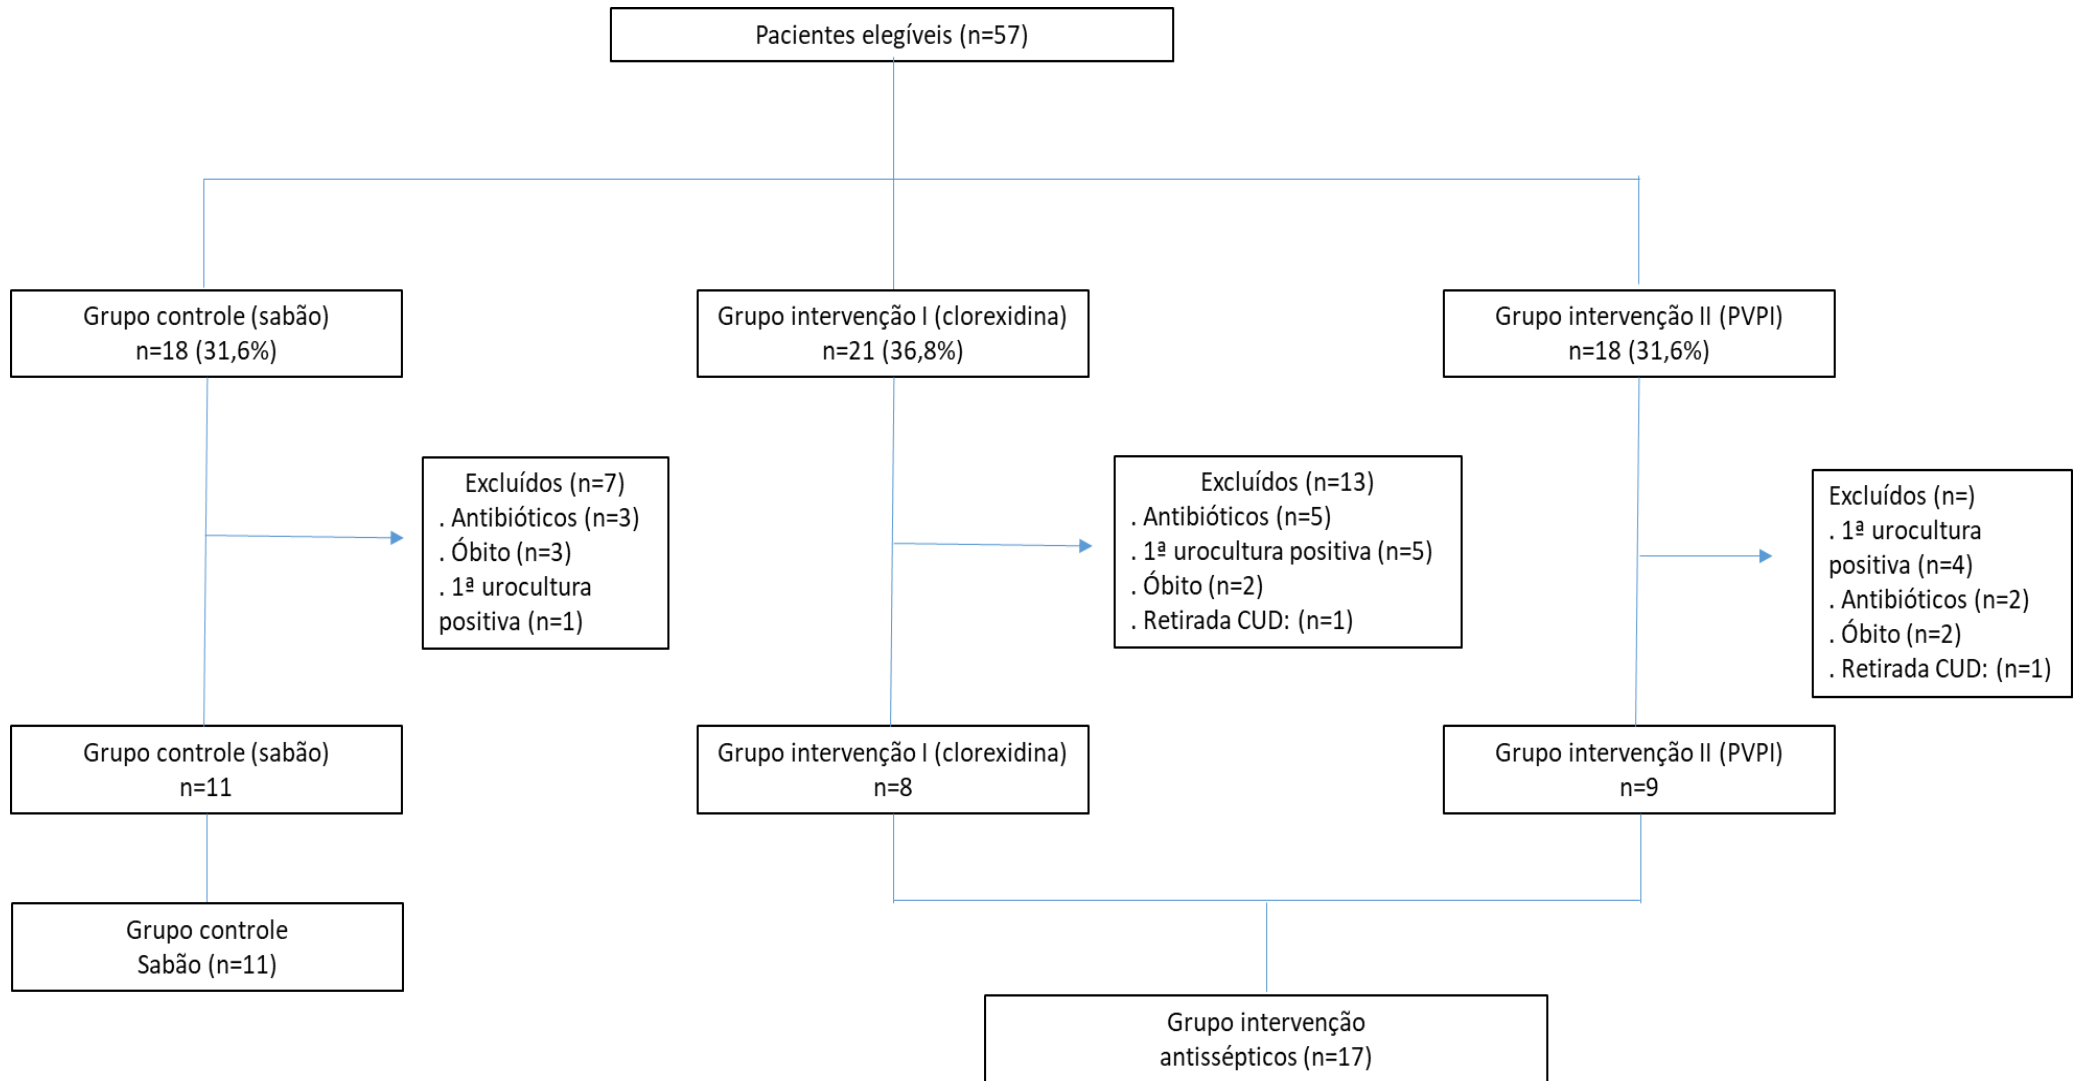 Pacientes elegíveis (n=57)
Grupo controle (sabão)
n=18 (31,6%)
Grupo intervenção I (clorexidina)
n=21 (36,8%)
Grupo intervenção II (PVPI)
n=18 (31,6%)
Excluídos (n=7)
. Antibióticos (n=3)
. Óbito (n=3)
. 1ª urocultura
positiva (n=1)
Excluídos (n=13)
. Antibióticos (n=5)
. 1ª urocultura positiva (n=5)
. Óbito (n=2)
. Retirada CUD: (n=1)
Excluídos (n=)
. 1ª urocultura
positiva (n=4)
. Antibióticos (n=2)
. Óbito (n=2)
. Retirada CUD: (n=1)
Grupo controle (sabão)
n=11
Grupo intervenção I (clorexidina)
n=8
Grupo intervenção II (PVPI)
n=9
Grupo controle
Sabão (n=11)
Grupo intervenção
antissépticos (n=17)